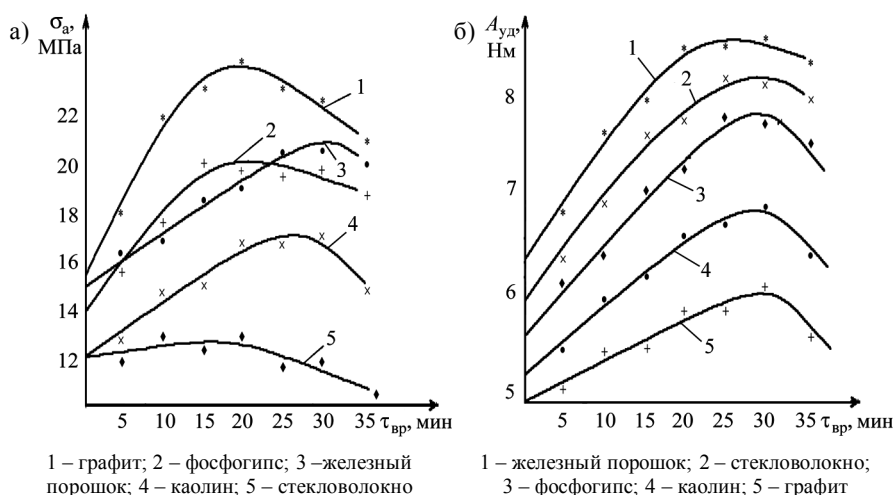 а)
σа,
МПа
22
20
18
16
14
12
1
2
3
4
5
5 10 15 20 25 30 35 τвр, мин
1 – графит; 2 – фосфогипс; 3 –железный
порошок; 4 – каолин; 5 – стекловолокно
б)
Aуд,
Нм
8
7
6
5
1
2
3
4
5
5 10 15 20 25 30 35 τвр, мин
1 – железный порошок; 2 – стекловолокно;
3 – фосфогипс; 4 – каолин; 5 – графит